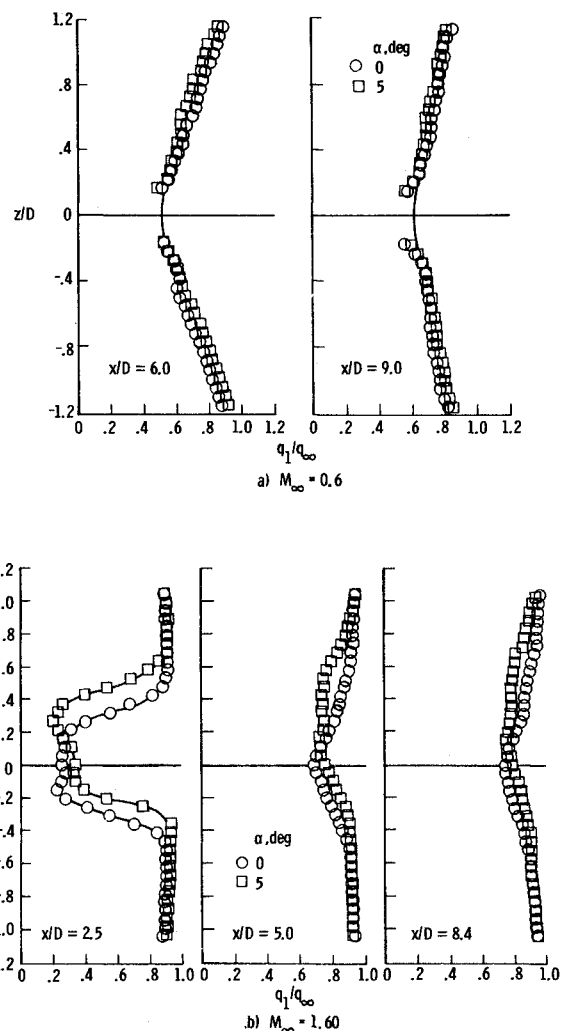 1.2
α, deg
○ 0
□ 5
.8
.4
z/D 0
-.4
-.8
x/D = 6.0 x/D = 9.0
-1.2
0 .2 .4 .6 .8 1.0 1.2 0 .2 .4 .6 .8 1.0 1.2
q₁/q∞
a) M∞ = 0.6
.2
.0
.8
.6
.4
.2
0
.2
.4
α, deg
.6
○ 0
.8
□ 5
.0
x/D = 2.5 x/D = 5.0 x/D = 8.4
.2
0 .2 .4 .6 .8 1.0 0 .2 .4 .6 .8 1.0 0 .2 .4 .6 .8 1.0
q₁/q∞
b) M∞ = 1.60